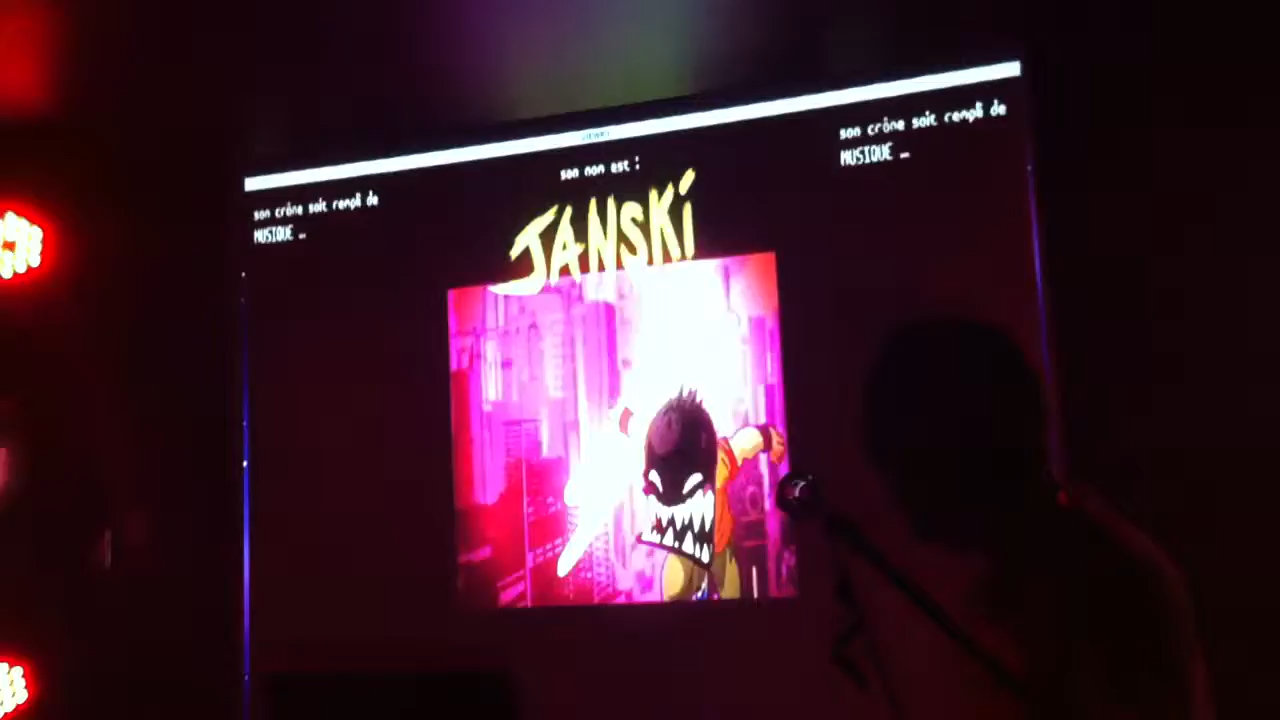 son nom est :
JANSKi
son crâne soit rempli de
MUSIQUE _
son crâne soit rempli de
MUSIQUE _